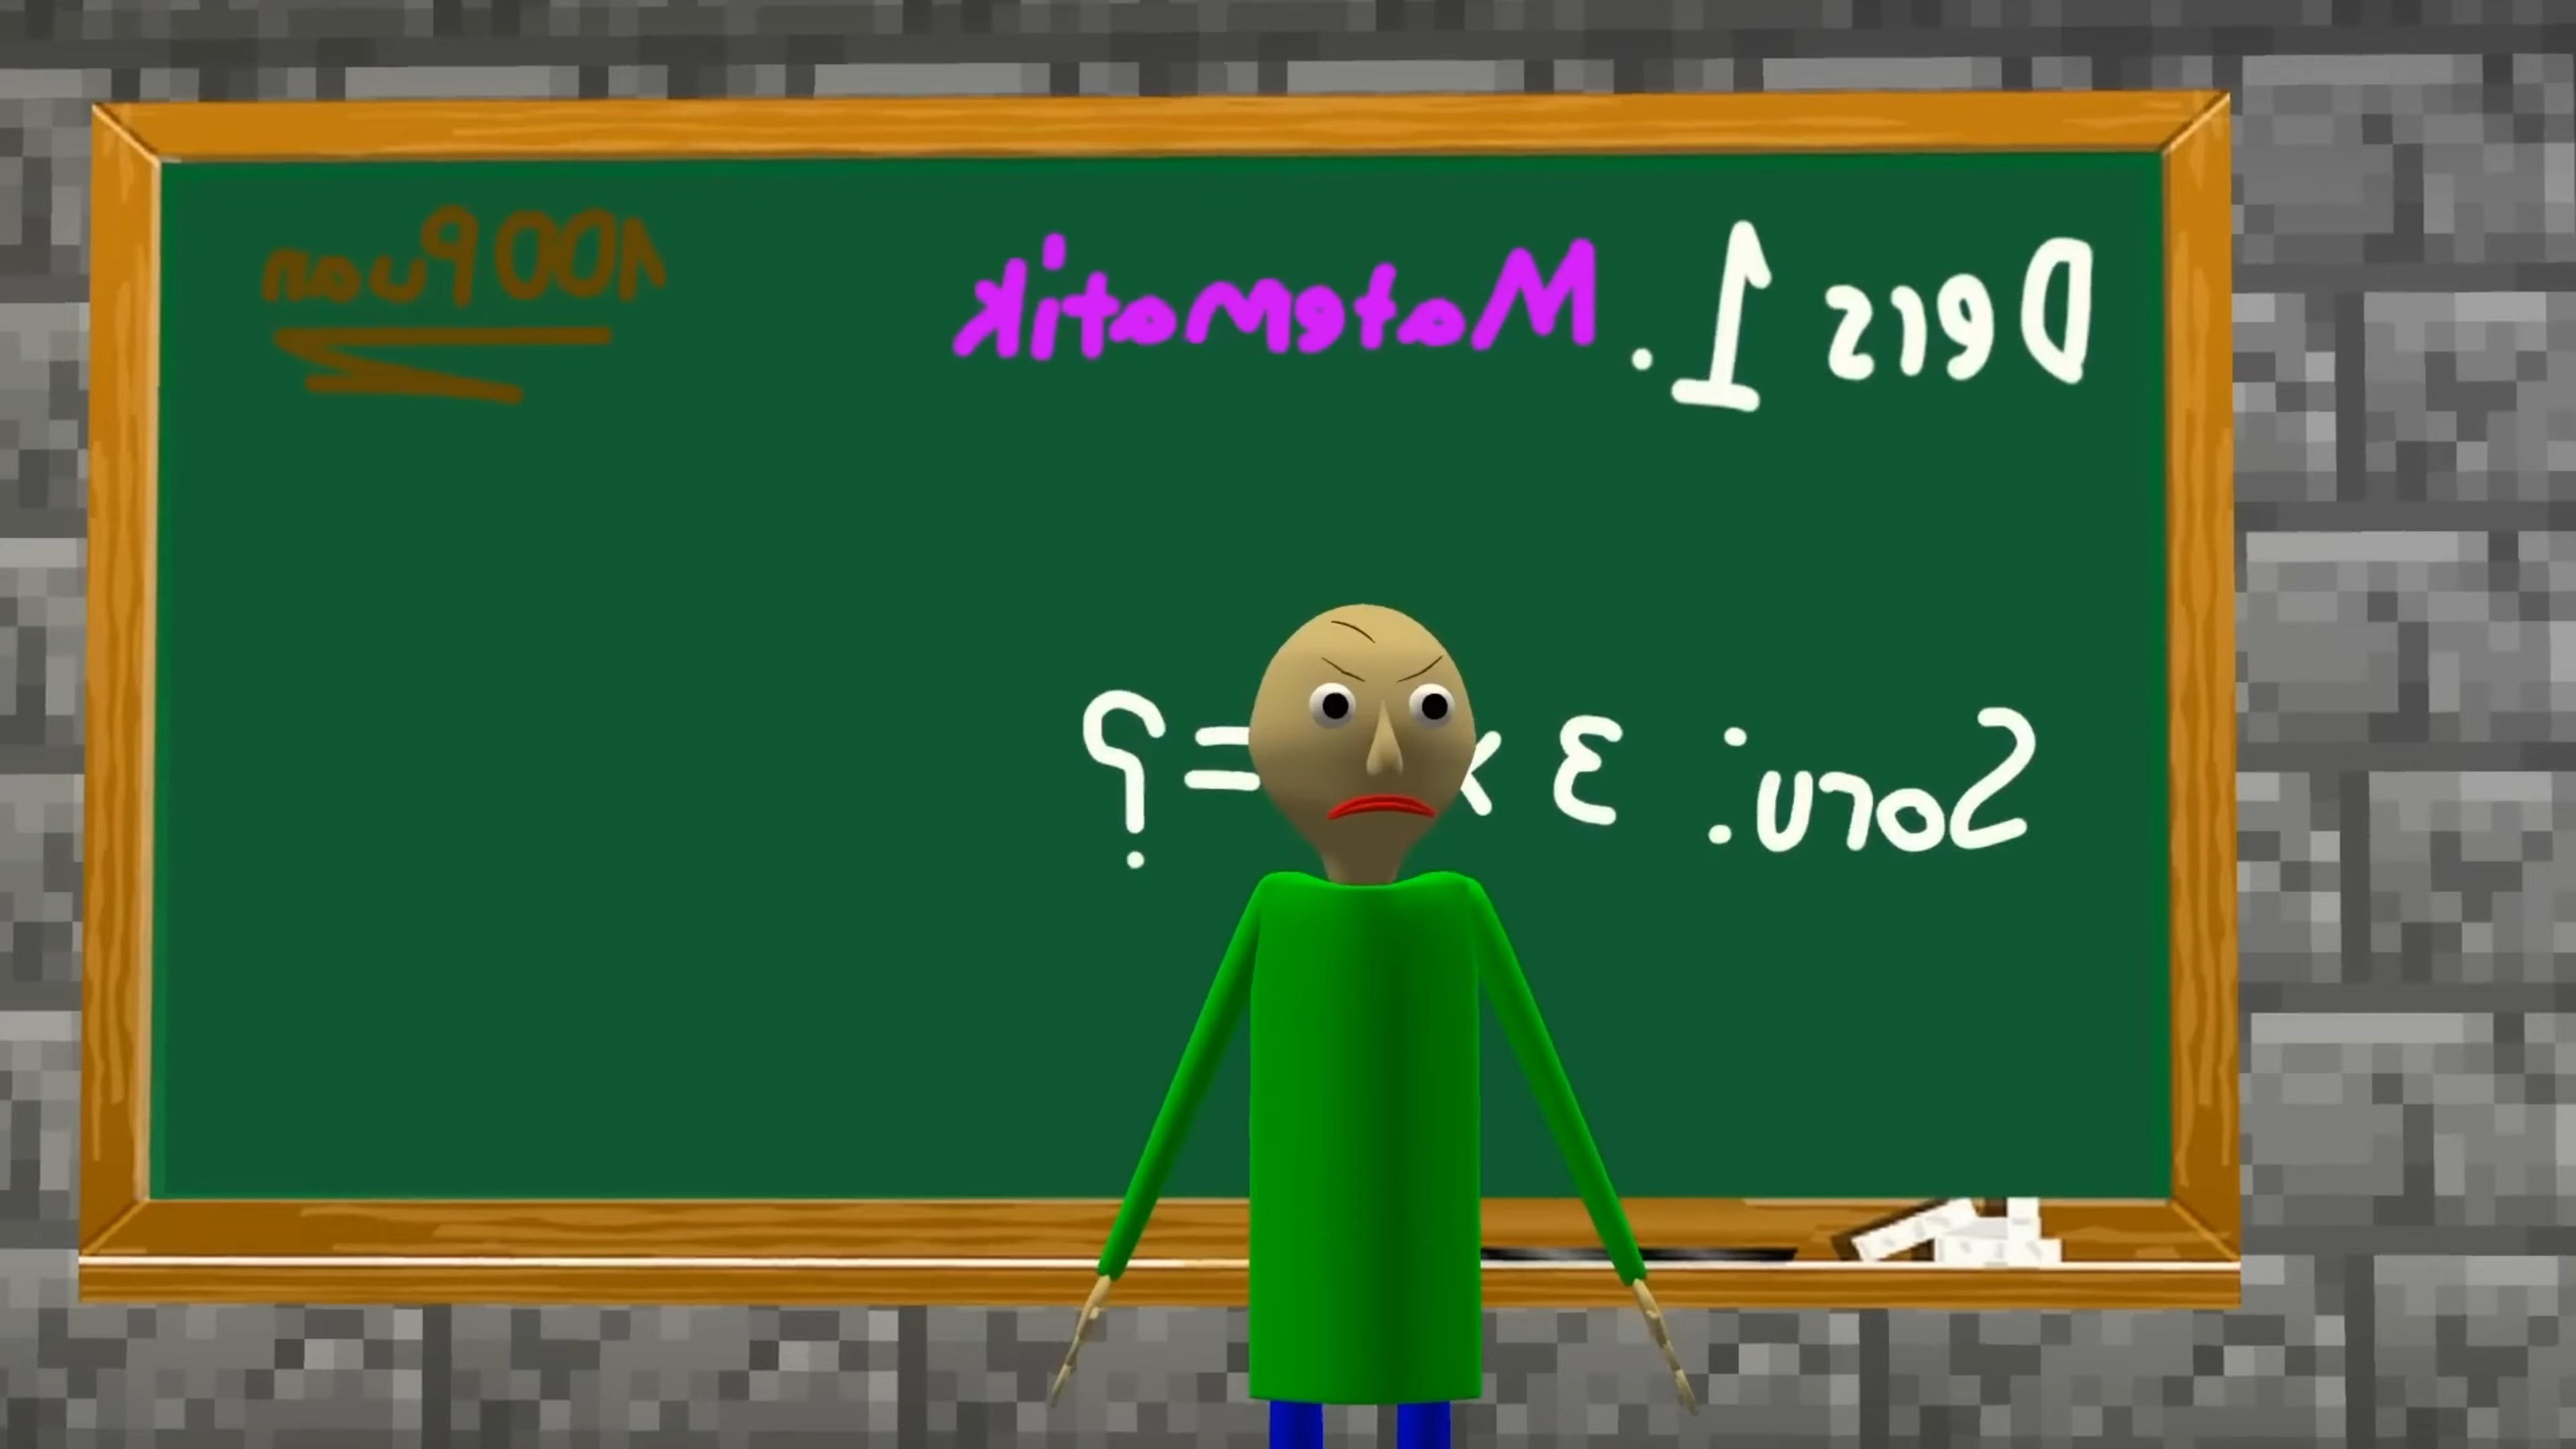 Ders 1. Matematik
100 Puan
Soru: 3 x =?